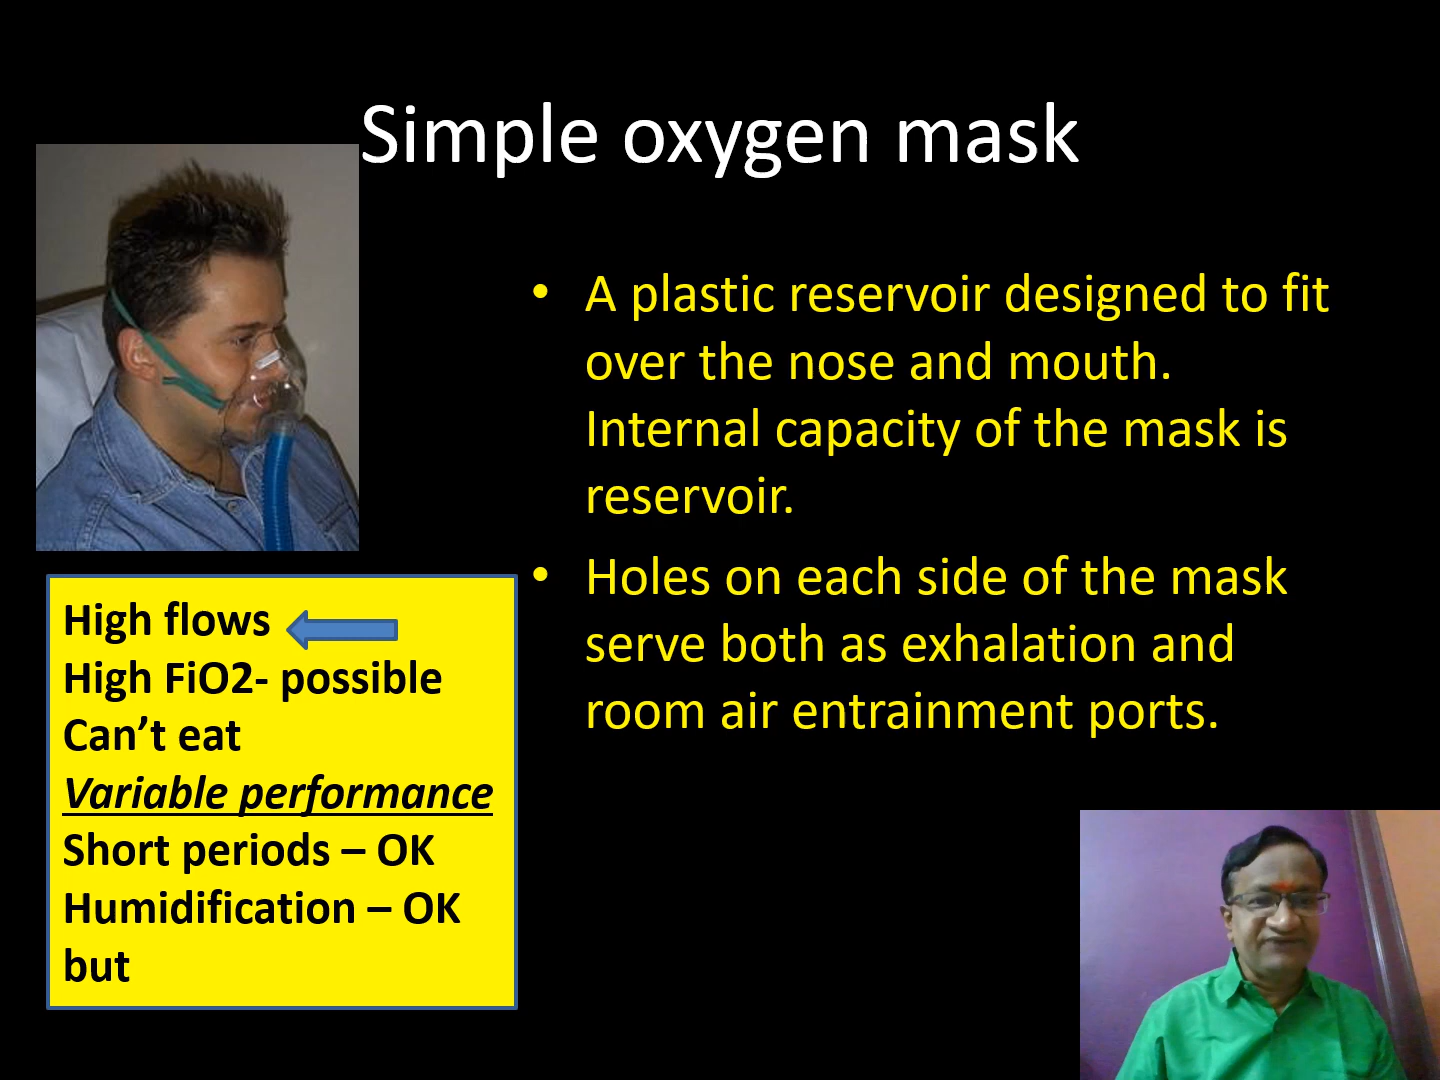 Simple oxygen mask
• A plastic reservoir designed to fit
over the nose and mouth.
Internal capacity of the mask is
reservoir.
• Holes on each side of the mask
serve both as exhalation and
room air entrainment ports.
High flows
High FiO2- possible
Can’t eat
Variable performance
Short periods – OK
Humidification – OK
but